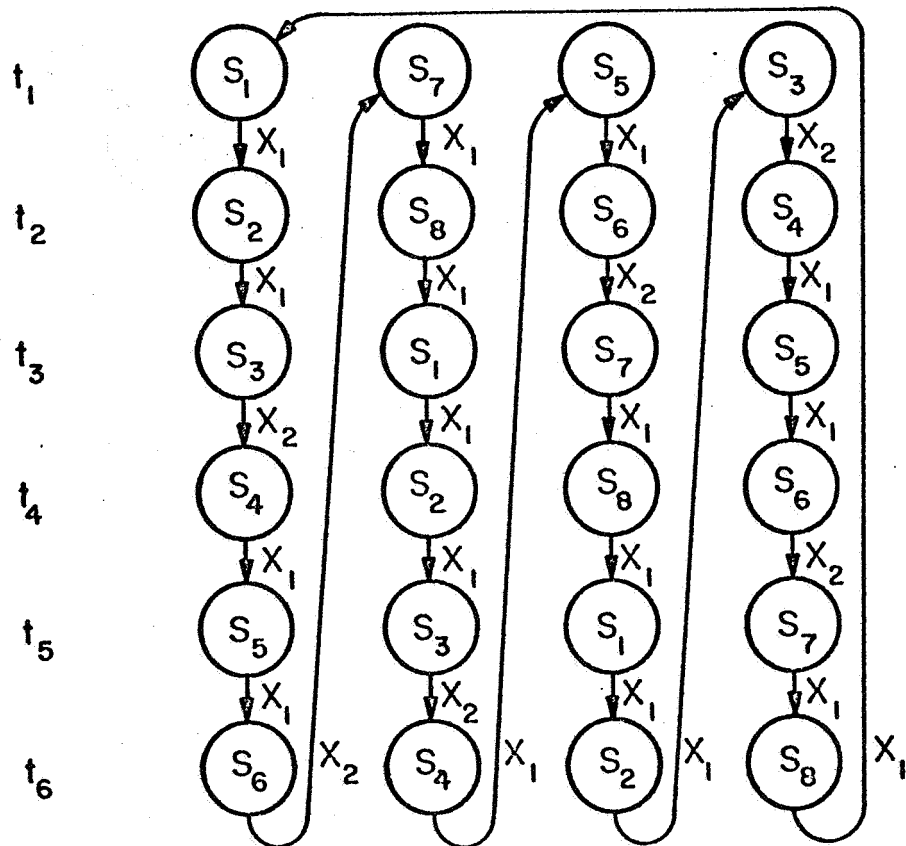 t₁ S₁ S₇ S₅ S₃
X₁ X₁ X₁ X₂
t₂ S₂ S₈ S₆ S₄
X₁ X₁ X₂ X₁
t₃ S₃ S₁ S₇ S₅
X₂ X₁ X₁ X₁
t₄ S₄ S₂ S₈ S₆
X₁ X₁ X₁ X₂
t₅ S₅ S₃ S₁ S₇
X₁ X₂ X₁ X₁
t₆ S₆ X₂ S₄ X₁ S₂ X₁ S₈ X₁